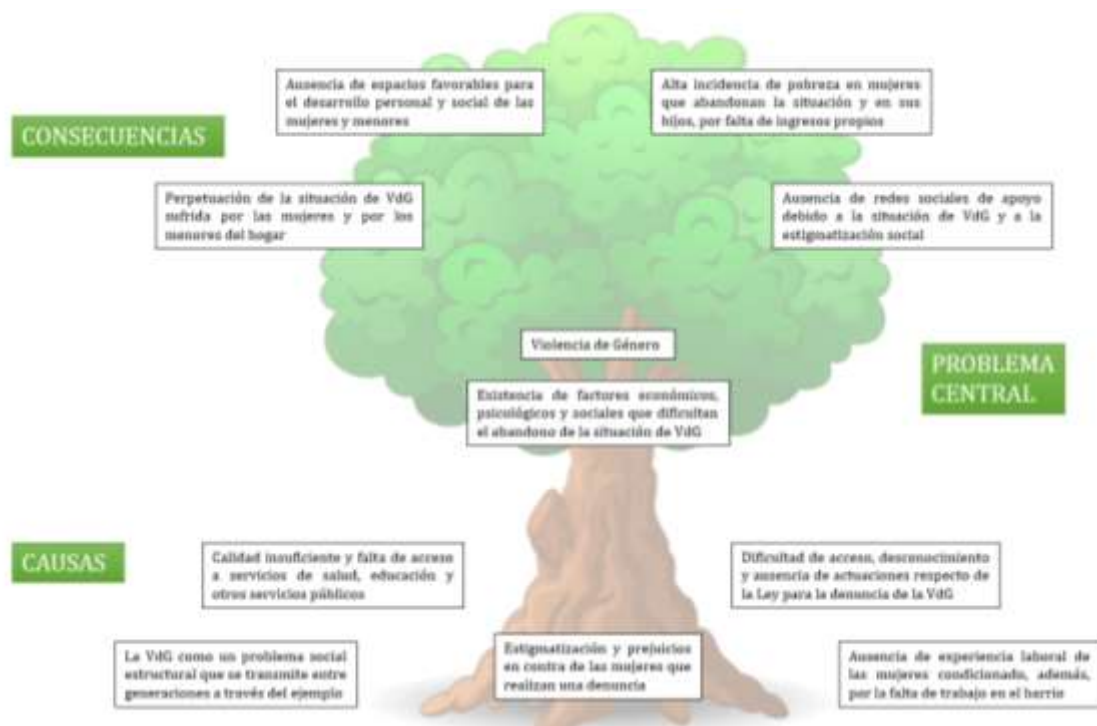 Ausencia de espacios favorables para
el desarrollo personal y social de las
mujeres y menores
Alta incidencia de pobreza en mujeres
que abandonan la situación y en sus
hijos, por falta de ingresos propios
CONSECUENCIAS
Perpetuación de la situación de VdG
sufrida por las mujeres y por los
menores del hogar
Ausencia de redes sociales de apoyo
debido a la situación de VdG y a la
estigmatización social
Violencia de Género
PROBLEMA
CENTRAL
Existencia de factores económicos,
psicológicos y sociales que dificultan
el abandono de la situación de VdG
CAUSAS
Calidad insuficiente y falta de acceso
a servicios de salud, educación y
otros servicios públicos
Dificultad de acceso, desconocimiento
y ausencia de actuaciones respecto de
la Ley para la denuncia de la VdG
La VdG como un problema social
estructural que se transmite entre
generaciones a través del ejemplo
Estigmatización y prejuicios
en contra de las mujeres que
realizan una denuncia
Ausencia de experiencia laboral de
las mujeres condicionado, además,
por la falta de trabajo en el barrio